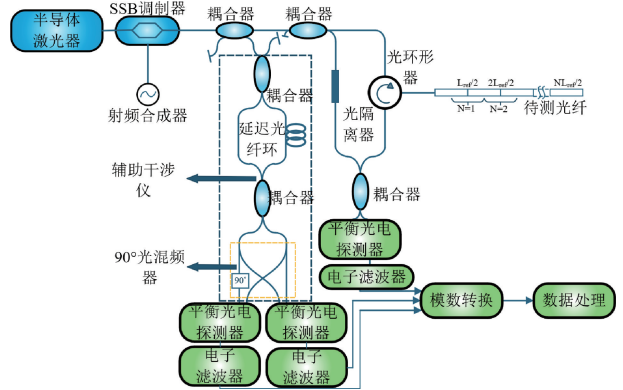 半导体
激光器
SSB调制器
耦合器
耦合器
射频合成器
耦合器
延迟光
纤环
光隔
离器
光环形
器
L_ref/2
2L_ref/2
NL_ref/2
N=1
N=2
待测光纤
辅助干涉
仪
耦合器
耦合器
90°光混频
器
90°
平衡光电
探测器
电子滤波器
平衡光电
探测器
平衡光电
探测器
电子
滤波器
电子
滤波器
模数转换
数据处理